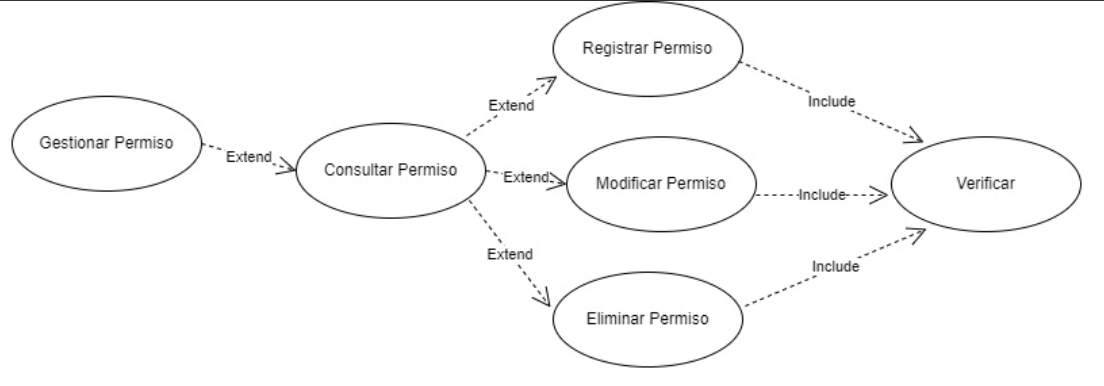 Gestionar Permiso
Extend
Consultar Permiso
Extend
Extend
Extend
Registrar Permiso
Modificar Permiso
Eliminar Permiso
Include
Include
Include
Verificar